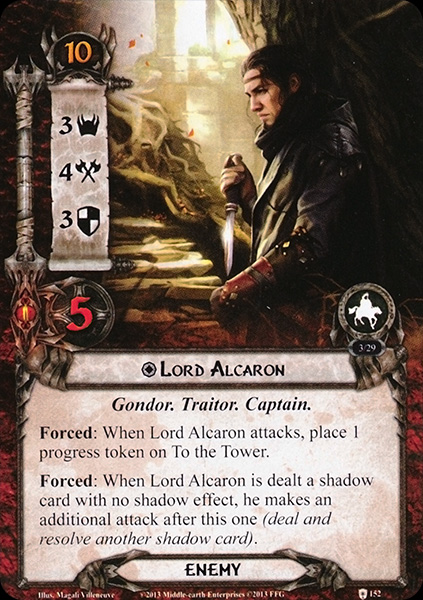 10
3
4
3
5
3/29
Lord Alcaron
Gondor. Traitor. Captain.
Forced: When Lord Alcaron attacks, place 1
progress token on To the Tower.
Forced: When Lord Alcaron is dealt a shadow
card with no shadow effect, he makes an
additional attack after this one (deal and
resolve another shadow card).
ENEMY
Illus. Magali Villeneuve ©2013 Middle-earth Enterprises ©2013 FFG 152